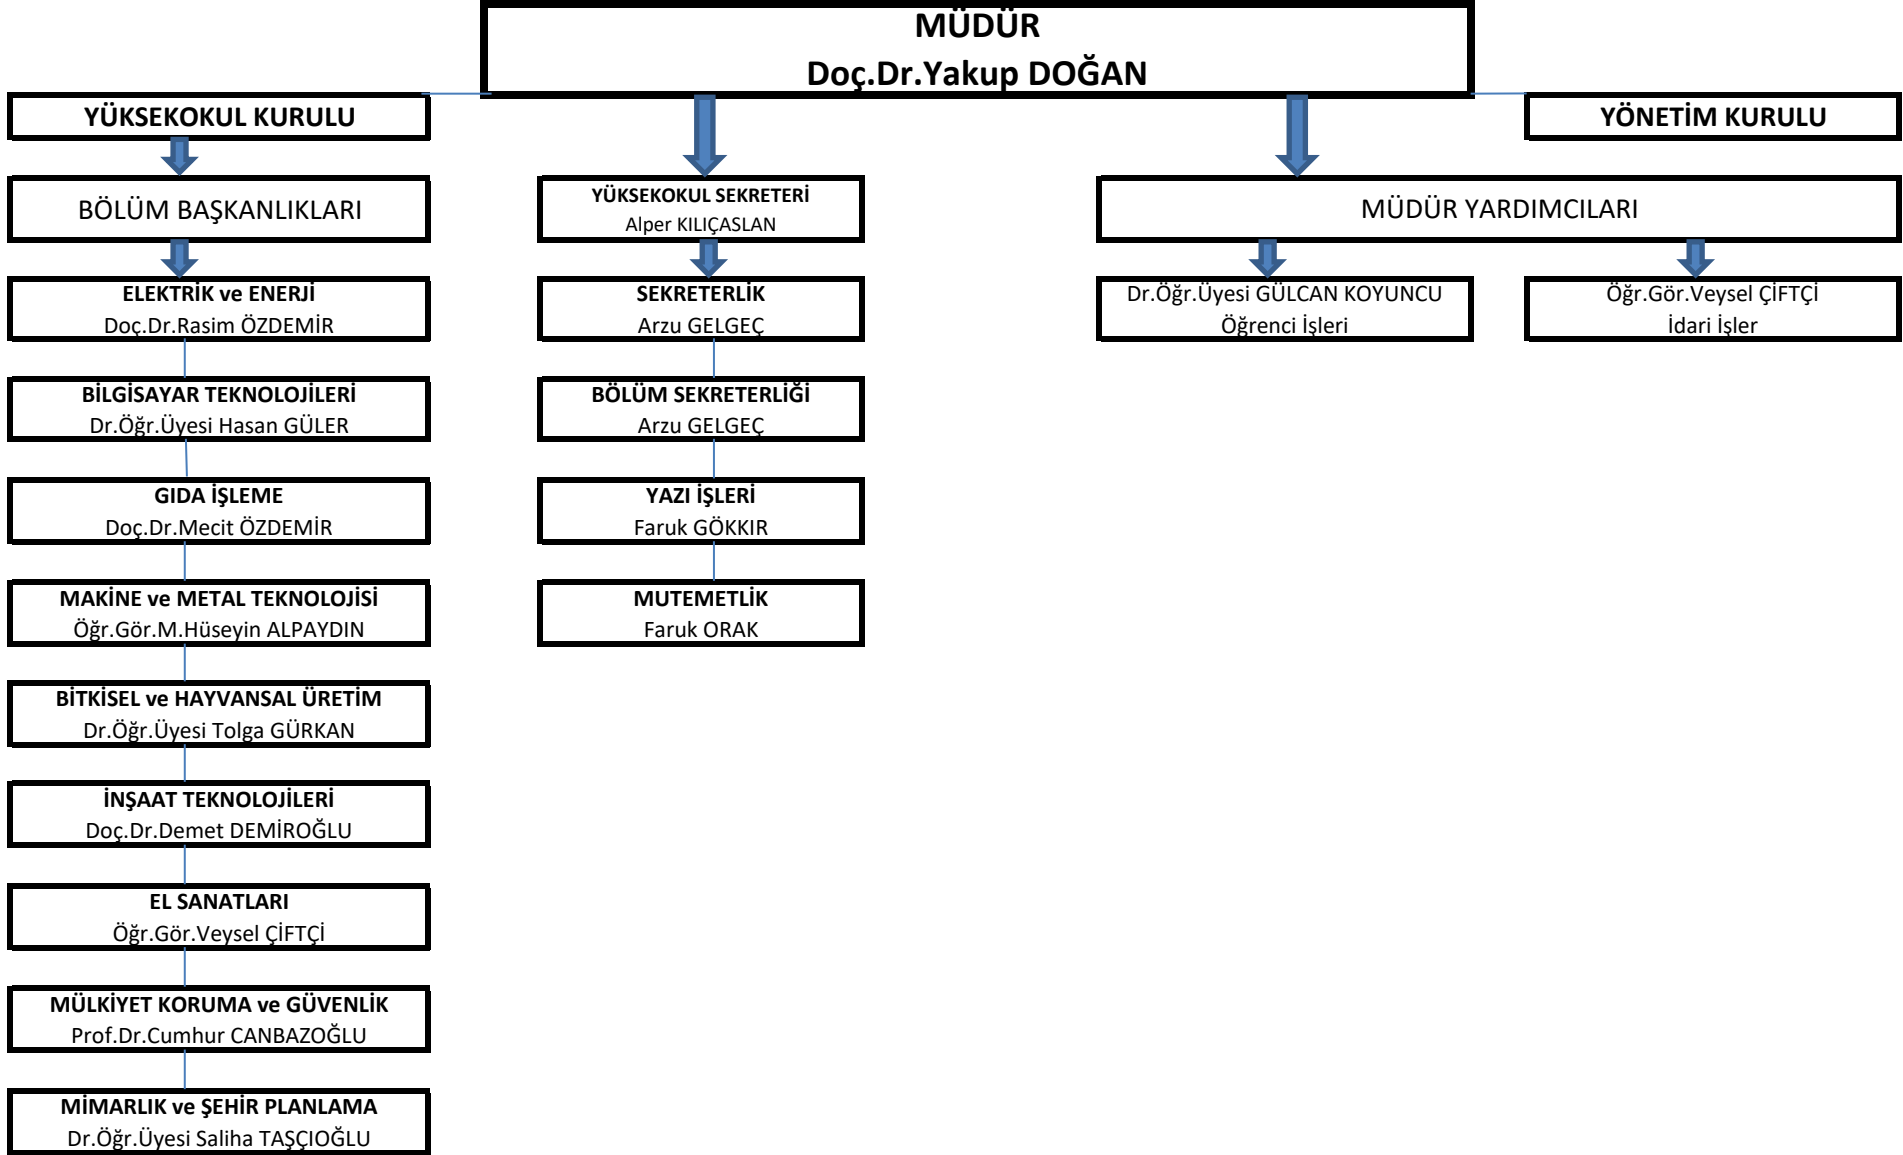 MÜDÜR
Doç.Dr.Yakup DOĞAN
YÜKSEKOKUL KURULU
YÖNETİM KURULU
BÖLÜM BAŞKANLIKLARI
YÜKSEKOKUL SEKRETERİ
Alper KILIÇASLAN
MÜDÜR YARDIMCILARI
ELEKTRİK ve ENERJİ
Doç.Dr.Rasim ÖZDEMİR
SEKRETERLİK
Arzu GELGEÇ
Dr.Öğr.Üyesi GÜLCAN KOYUNCU
Öğrenci İşleri
Öğr.Gör.Veysel ÇİFTÇİ
İdari İşler
BİLGİSAYAR TEKNOLOJİLERİ
Dr.Öğr.Üyesi Hasan GÜLER
BÖLÜM SEKRETERLİĞİ
Arzu GELGEÇ
GIDA İŞLEME
Doç.Dr.Mecit ÖZDEMİR
YAZI İŞLERİ
Faruk GÖKKIR
MAKİNE ve METAL TEKNOLOJİSİ
Öğr.Gör.M.Hüseyin ALPAYDIN
MUTEMETLİK
Faruk ORAK
BİTKİSEL ve HAYVANSAL ÜRETİM
Dr.Öğr.Üyesi Tolga GÜRKAN
İNŞAAT TEKNOLOJİLERİ
Doç.Dr.Demet DEMİROĞLU
EL SANATLARI
Öğr.Gör.Veysel ÇİFTÇİ
MÜLKİYET KORUMA ve GÜVENLİK
Prof.Dr.Cumhur CANBAZOĞLU
MİMARLIK ve ŞEHİR PLANLAMA
Dr.Öğr.Üyesi Saliha TAŞÇIOĞLU